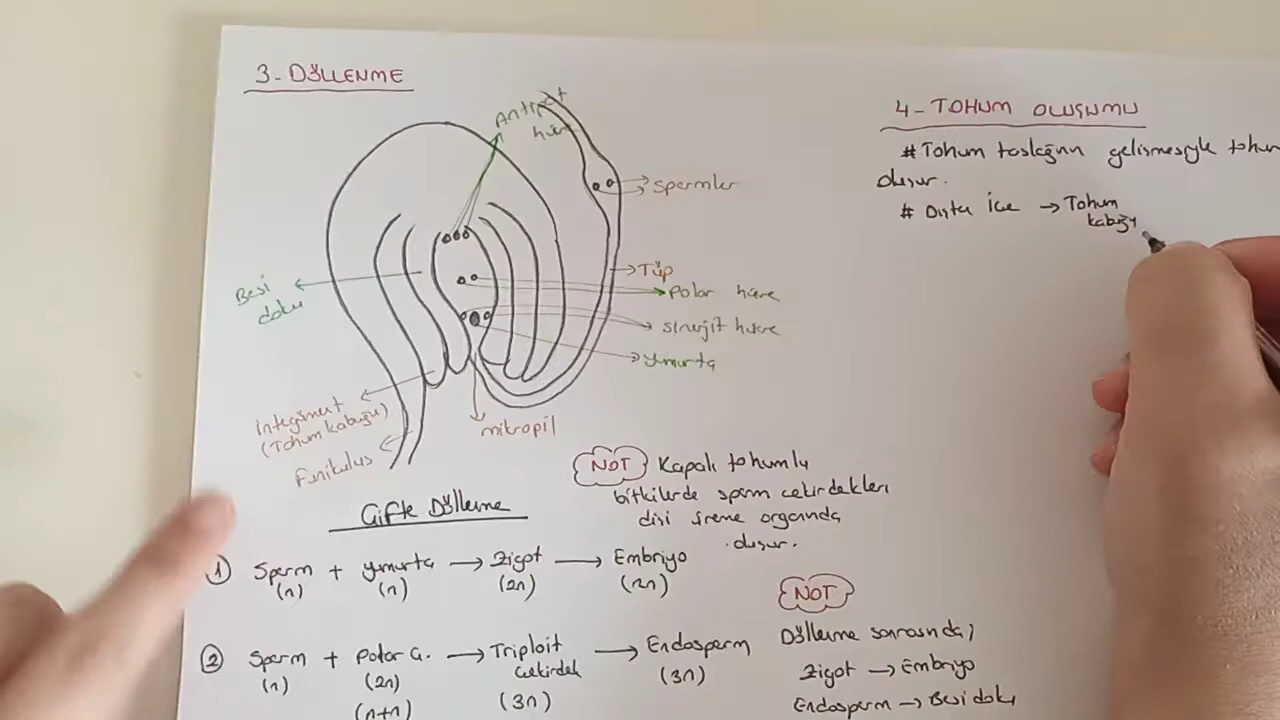 3- DÖLLENME
Antipot
hücre
Spermler
Tüp
Polar hücre
sinerjit hücre
yumurta
Besi
doku
İntegüment
(Tohum kabuğu)
Funikulus
mikropil
NOT Kapalı tohumlu
bitkilerde sperm çekirdekleri
dişi üreme organında
oluşur.
Çifte Dölleme
1 Sperm + yumurta → Zigot → Embriyo
(n) (n) (2n) (2n)
2 Sperm + Polar Ç. → Triploit çekirdek → Endosperm
(n) (2n) (3n) (3n)
(n+n)
NOT
Döllenme sonrasında;
Zigot → Embriyo
Endosperm → Besi doku
4- TOHUM OLUŞUMU
# Tohum taslağının gelişmesiyle tohum
oluşur.
# Dıştan içe → Tohum
kabuğu